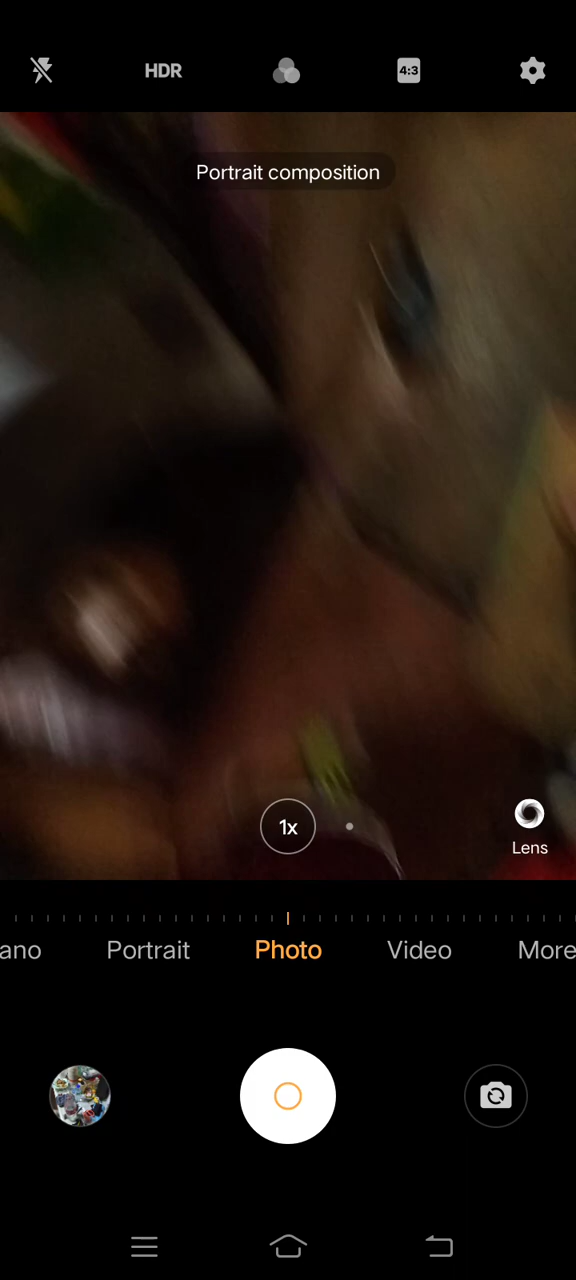 HDR
4:3
Portrait composition
1x
Lens
ano
Portrait
Photo
Video
More